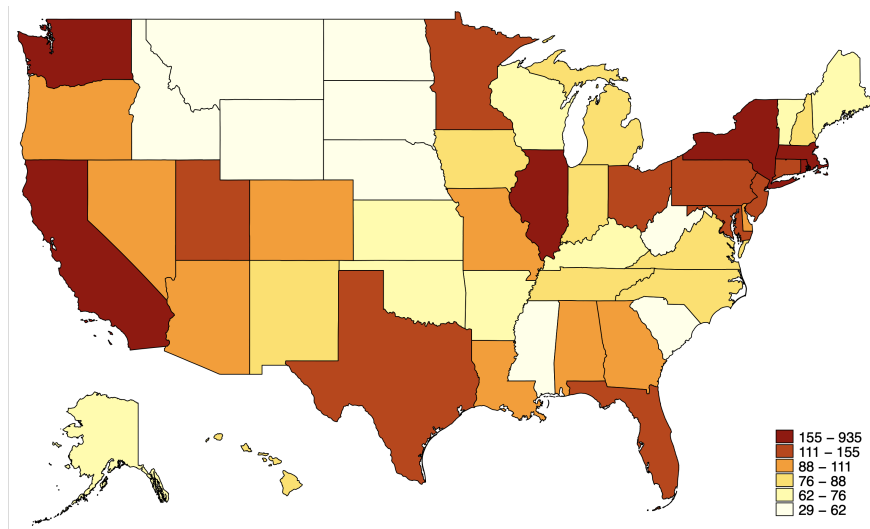 155 – 935
111 – 155
88 – 111
76 – 88
62 – 76
29 – 62